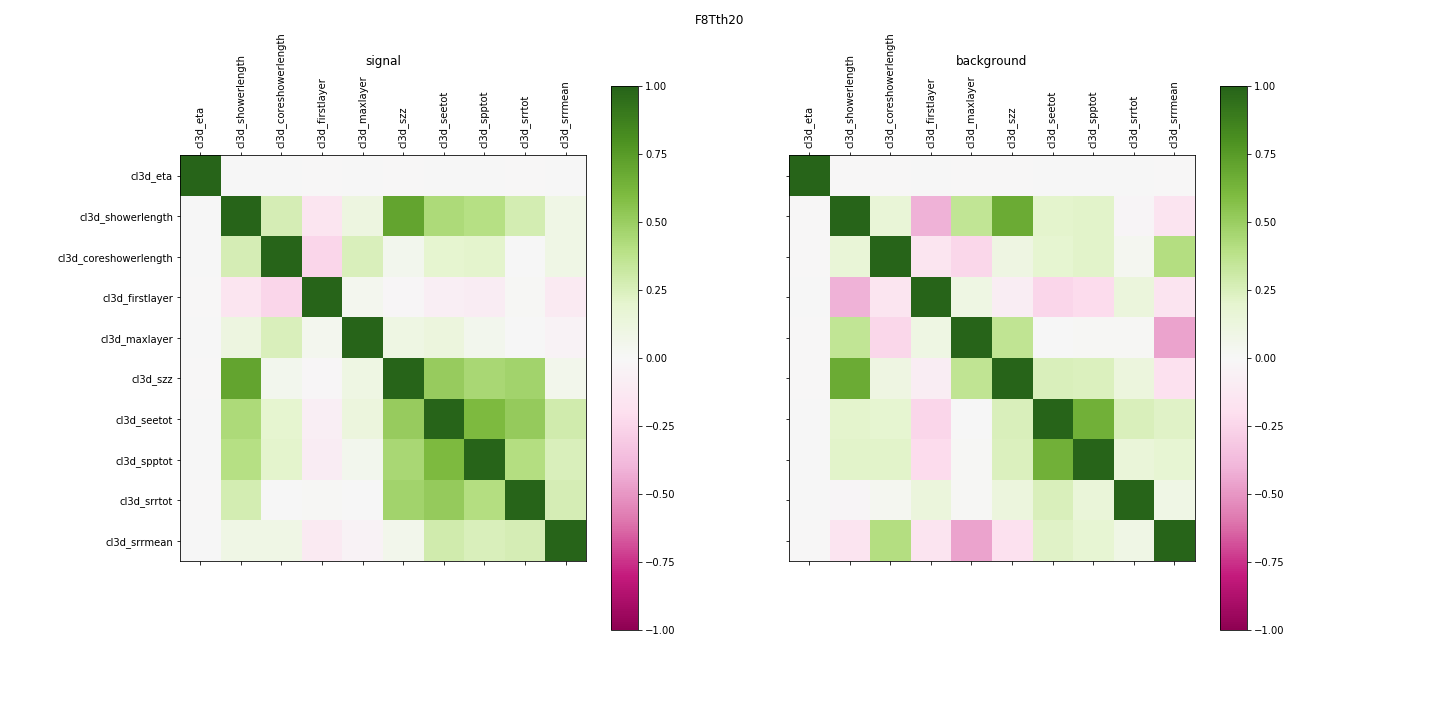 F8Tth20
signal
cl3d_eta
cl3d_showerlength
cl3d_coreshowerlength
cl3d_firstlayer
cl3d_maxlayer
cl3d_szz
cl3d_seetot
cl3d_spptot
cl3d_srrtot
cl3d_srrmean
cl3d_eta
cl3d_showerlength
cl3d_coreshowerlength
cl3d_firstlayer
cl3d_maxlayer
cl3d_szz
cl3d_seetot
cl3d_spptot
cl3d_srrtot
cl3d_srrmean
1.00
0.75
0.50
0.25
0.00
−0.25
−0.50
−0.75
−1.00
background
cl3d_eta
cl3d_showerlength
cl3d_coreshowerlength
cl3d_firstlayer
cl3d_maxlayer
cl3d_szz
cl3d_seetot
cl3d_spptot
cl3d_srrtot
cl3d_srrmean
1.00
0.75
0.50
0.25
0.00
−0.25
−0.50
−0.75
−1.00